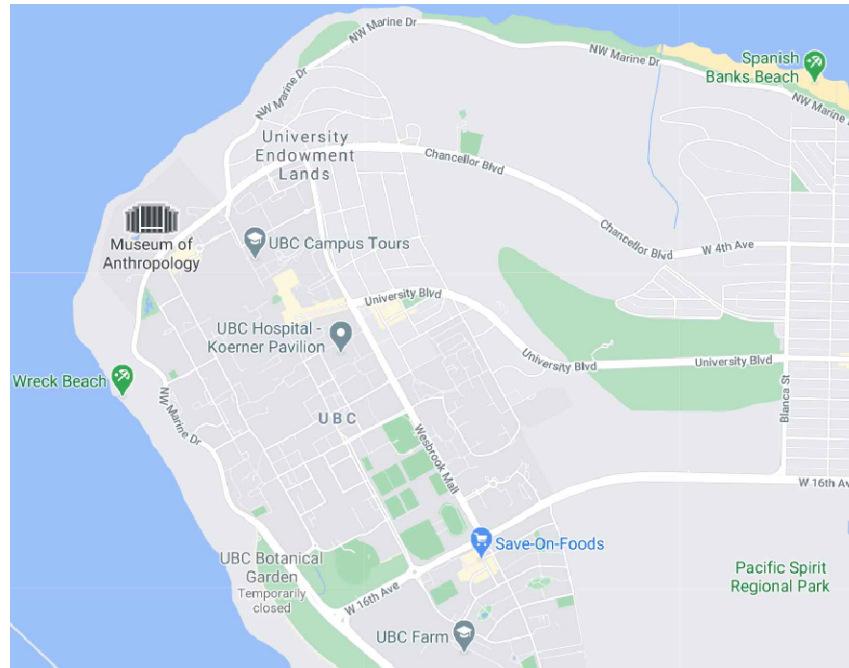 NW Marine Dr
NW Marine Dr
Spanish
Banks Beach
NW Marine Dr
NW Marine Dr
University
Endowment
Lands
Chancellor Blvd
Museum of
Anthropology
UBC Campus Tours
Chancellor Blvd
W 4th Ave
University Blvd
UBC Hospital -
Koerner Pavilion
University Blvd
University Blvd
Wreck Beach
NW Marine Dr
UBC
Blanca St
Wesbrook Mall
W 16th Ave
Save-On-Foods
UBC Botanical
Garden
Temporarily
closed
Pacific Spirit
Regional Park
W 16th Ave
UBC Farm